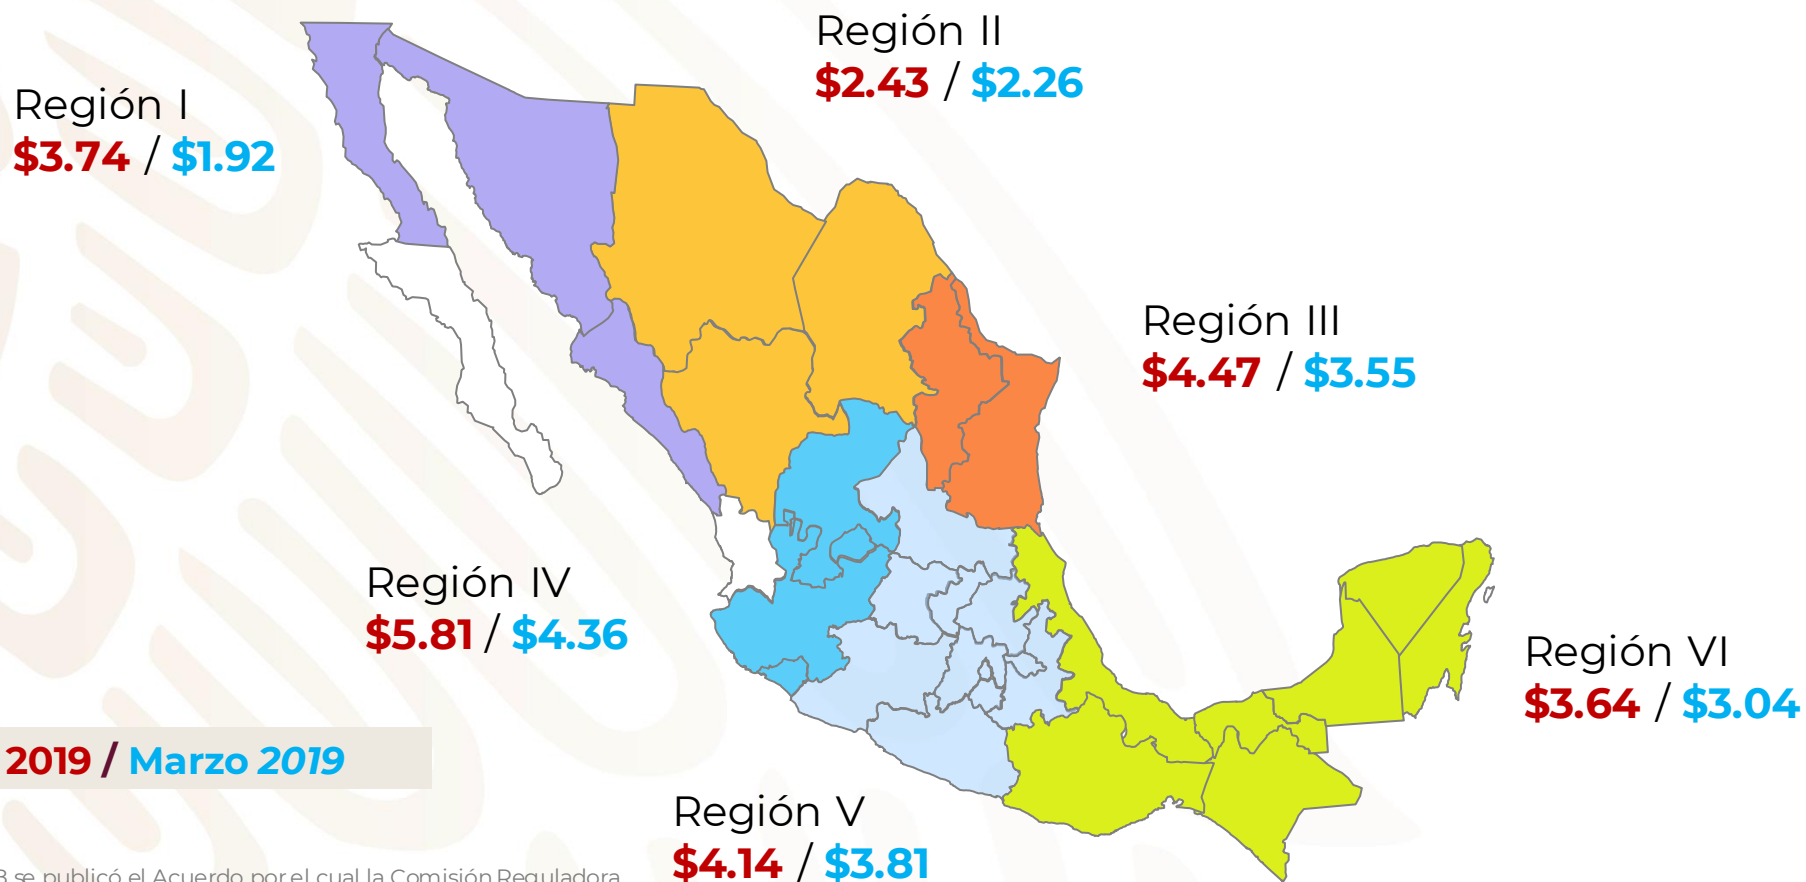 Región II
$2.43 / $2.26
Región I
$3.74 / $1.92
Región III
$4.47 / $3.55
Región IV
$5.81 / $4.36
Región VI
$3.64 / $3.04
2019 / Marzo 2019
Región V
$4.14 / $3.81
se publicó el Acuerdo por el cual la Comisión Reguladora